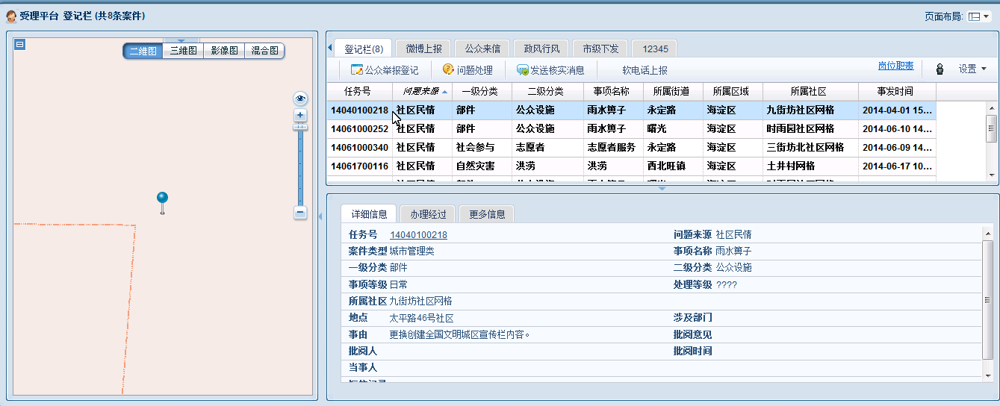 受理平台 登记栏 (共8条案件)
页面布局:
二维图 三维图 影像图 混合图
登记栏(8) 微博上报 公众来信 政风行风 市级下发 12345
公众举报登记 问题处理 发送核实消息 软电话上报 岗位职责 设置
任务号 问题来源 一级分类 二级分类 事项名称 所属街道 所属区域 所属社区 事发时间
14040100218 社区民情 部件 公众设施 雨水箅子 永定路 海淀区 九街坊社区网格 2014-04-01 15...
14061000252 社区民情 部件 公众设施 雨水箅子 曙光 海淀区 时雨园社区网格 2014-06-10 14...
14061000340 社区民情 社会参与 志愿者 志愿者服务 永定路 海淀区 三街坊北社区网格 2014-06-09 14...
14061700116 社区民情 自然灾害 洪涝 洪涝 西北旺镇 海淀区 土井村网格 2014-06-17 10...
详细信息 办理经过 更多信息
任务号 14040100218 问题来源 社区民情
案件类型 城市管理类 事项名称 雨水箅子
一级分类 部件 二级分类 公众设施
事项等级 日常 处理等级 ????
所属社区 九街坊社区网格
地点 太平路46号社区 涉及部门
事由 更换创建全国文明城区宣传栏内容。 批阅意见
批阅人 批阅时间
当事人